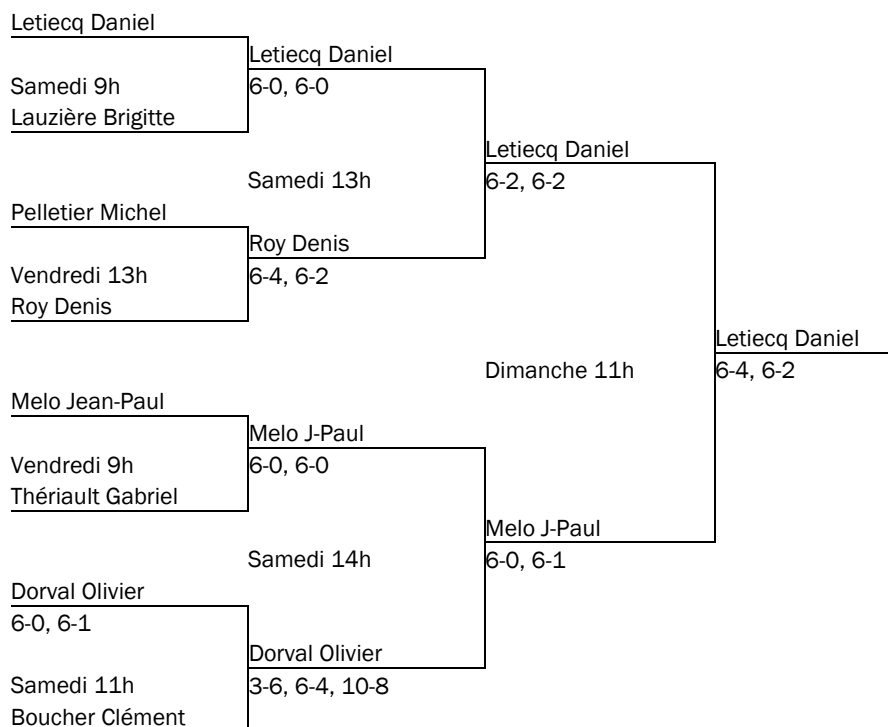 Letiecq Daniel
Letiecq Daniel
Samedi 9h
6-0, 6-0
Lauzière Brigitte
Letiecq Daniel
Samedi 13h
6-2, 6-2
Pelletier Michel
Roy Denis
Vendredi 13h
6-4, 6-2
Roy Denis
Letiecq Daniel
Dimanche 11h
6-4, 6-2
Melo Jean-Paul
Melo J-Paul
Vendredi 9h
6-0, 6-0
Thériault Gabriel
Melo J-Paul
Samedi 14h
6-0, 6-1
Dorval Olivier
6-0, 6-1
Dorval Olivier
Samedi 11h
3-6, 6-4, 10-8
Boucher Clément